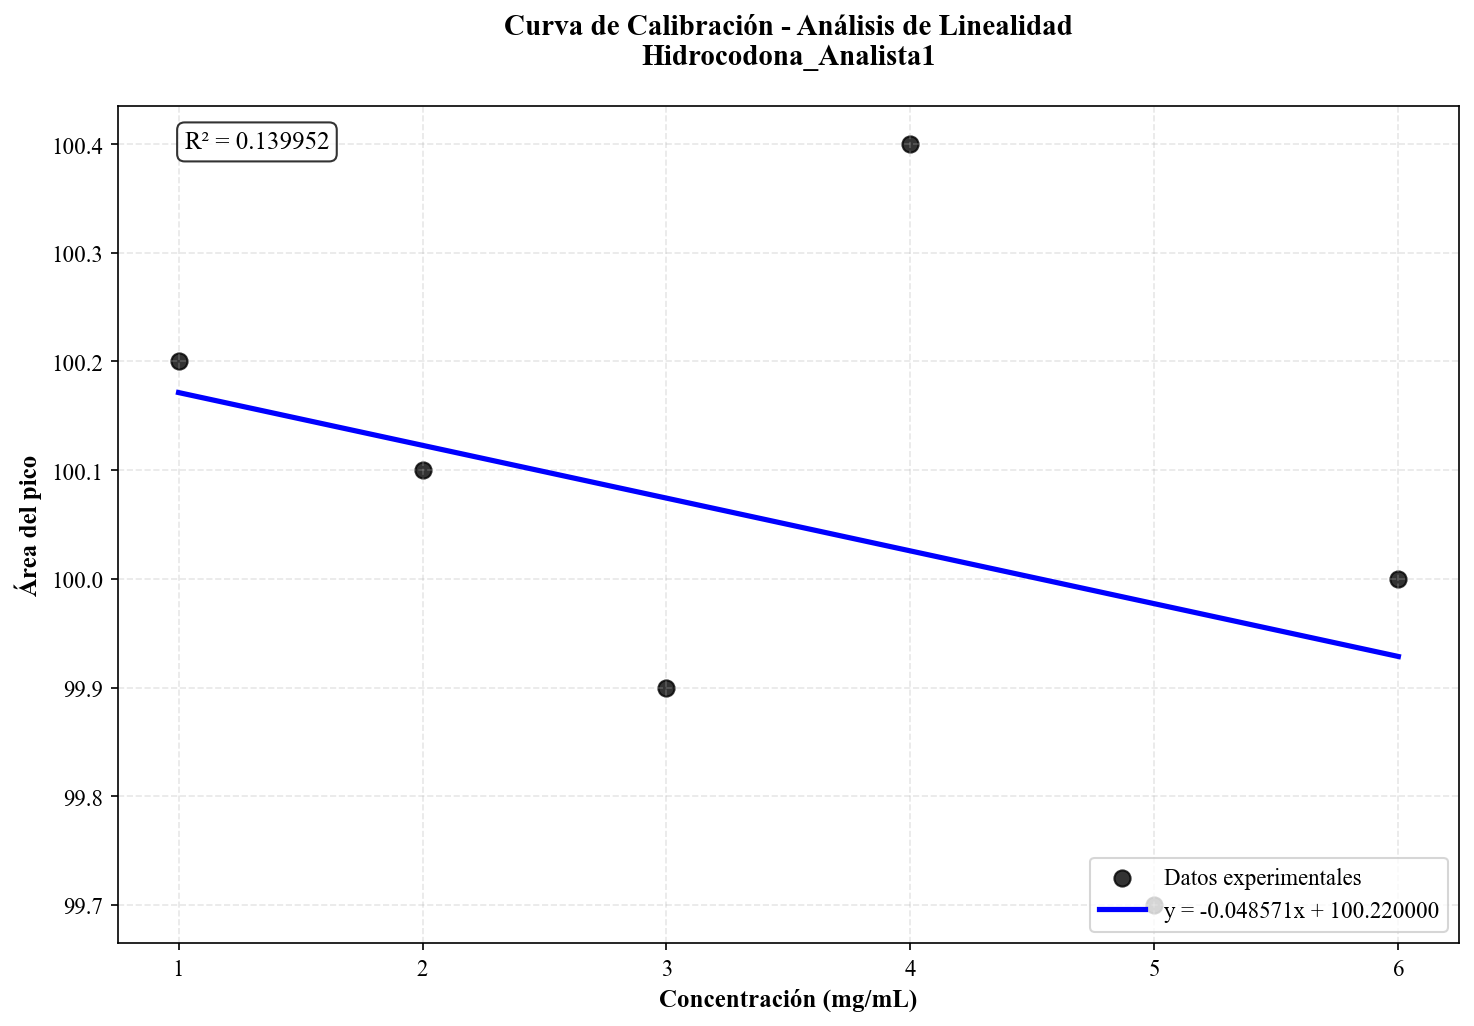 Curva de Calibración - Análisis de Linealidad
Hidrocodona_Analista1
R² = 0.139952
Área del pico
100.4
100.3
100.2
100.1
100.0
99.9
99.8
99.7
Datos experimentales
y = -0.048571x + 100.220000
1 2 3 4 5 6
Concentración (mg/mL)